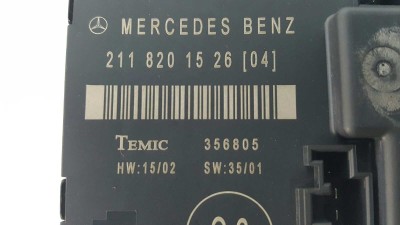 MERCEDES BENZ
211 820 15 26 [04]
TEMIC 356805
HW:15/02 SW:35/01